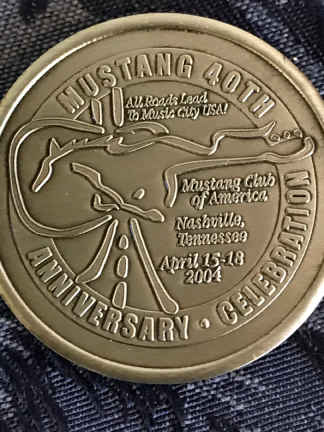 MUSTANG 40TH
All Roads Lead
To Music City USA!
Mustang Club
of America
Nashville,
Tennessee
April 15-18
2004
ANNIVERSARY • CELEBRATION